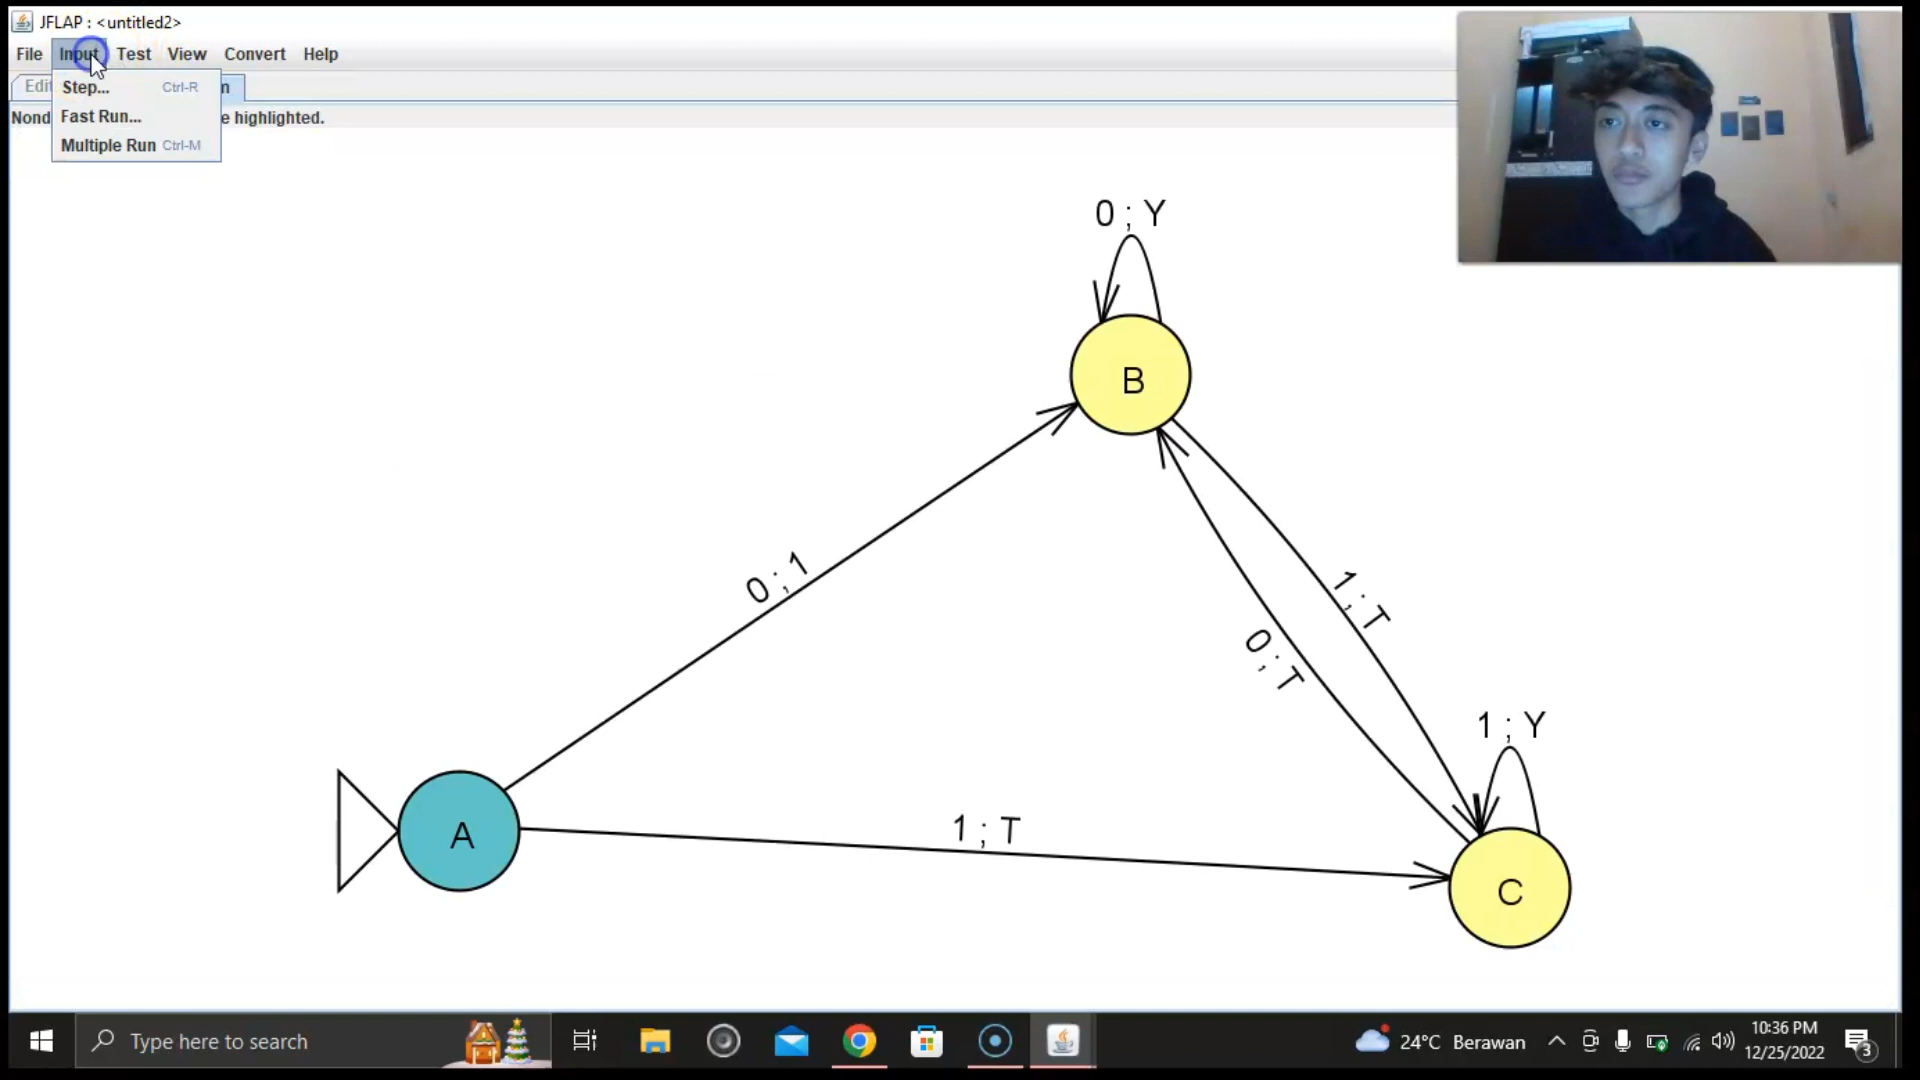 JFLAP : <untitled2>
File Input Test View Convert Help
Edit
n
Step... Ctrl-R
Fast Run...
Multiple Run Ctrl-M
Nond
e highlighted.
0 ; Y
B
0 ; 1
1 ; T
0 ; T
1 ; Y
A
1 ; T
C
Type here to search
24°C Berawan
10:36 PM
12/25/2022
3